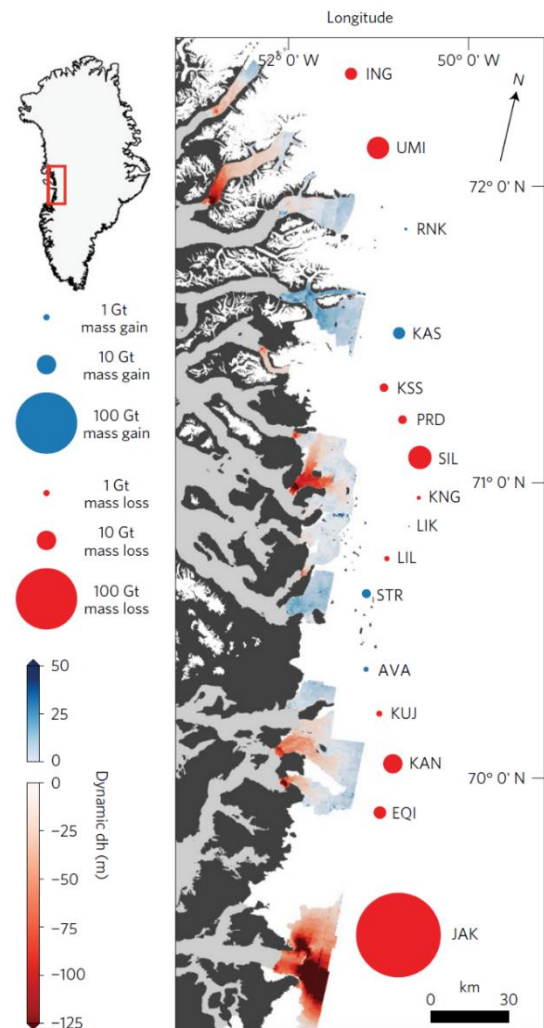 Longitude
52° 0' W
50° 0' W
N
ING
UMI
72° 0' N
RNK
1 Gt
mass gain
KAS
10 Gt
mass gain
KSS
PRD
100 Gt
mass gain
SIL
71° 0' N
1 Gt
mass loss
KNG
LIK
10 Gt
mass loss
LIL
100 Gt
mass loss
STR
50
25
0
AVA
KUJ
KAN
70° 0' N
EQI
0
−25
−50
−75
−100
−125
Dynamic dh (m)
JAK
km
0 30